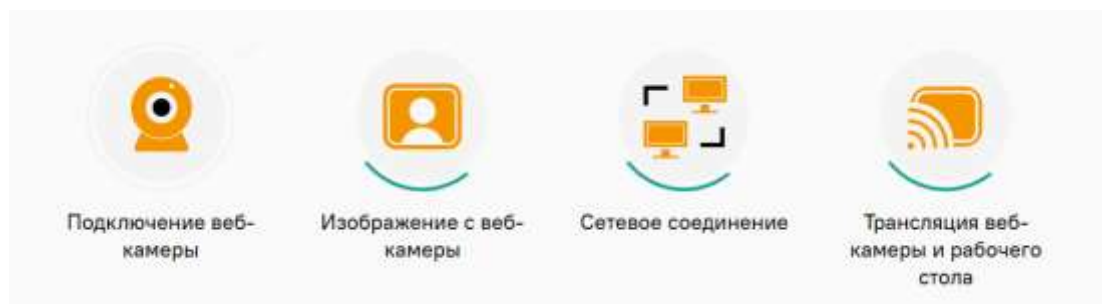 Подключение веб-
камеры
Изображение с веб-
камеры
Сетевое соединение
Трансляция веб-
камеры и рабочего
стола